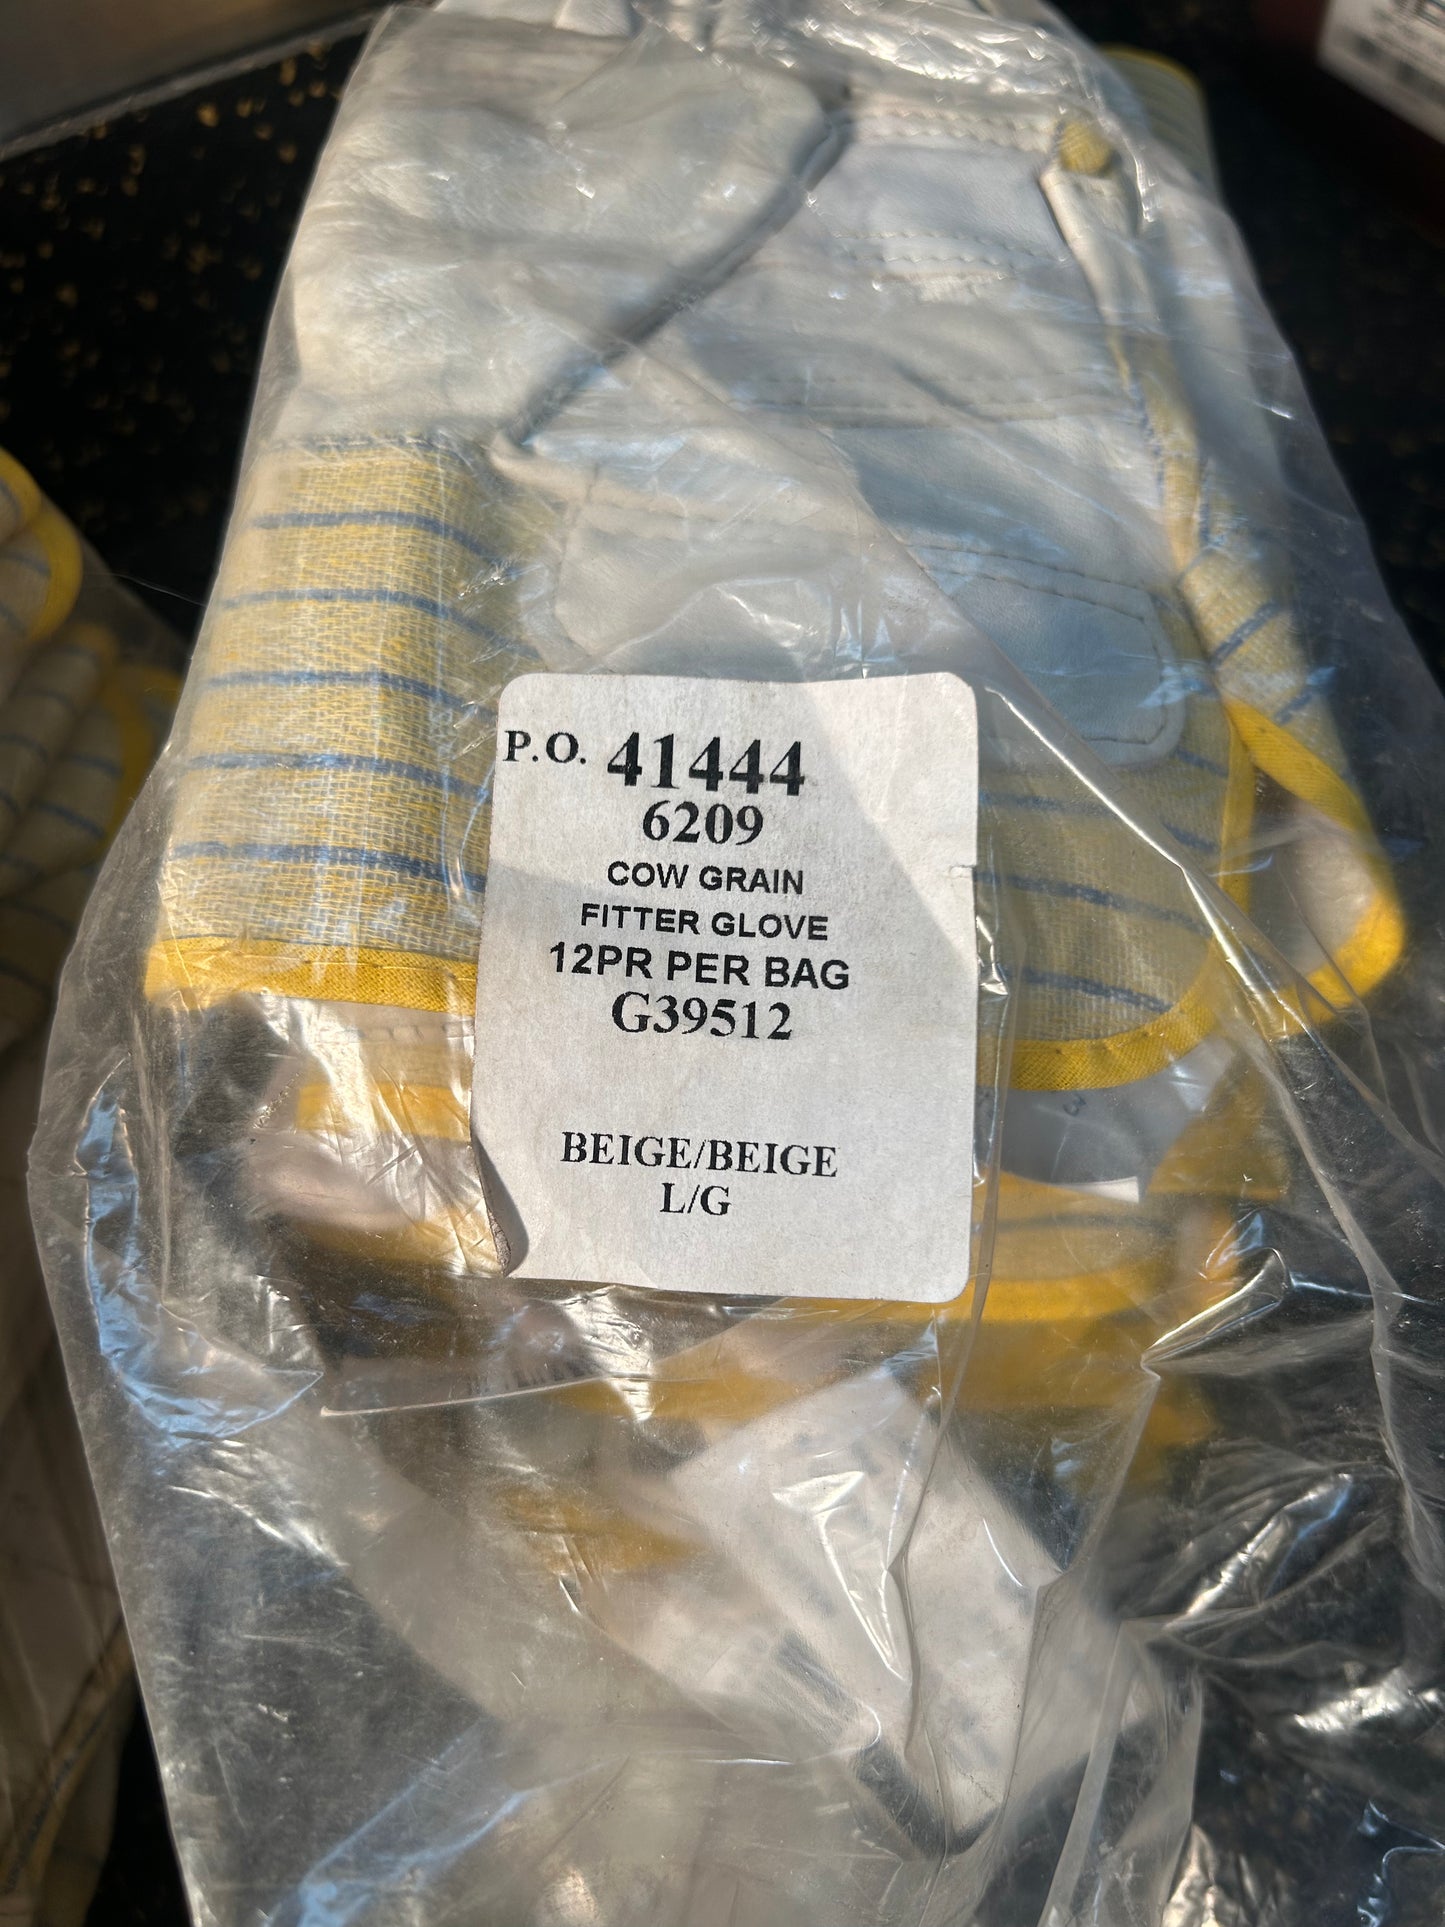 P.O. 41444
6209
COW GRAIN
FITTER GLOVE
12PR PER BAG
G39512
BEIGE/BEIGE
L/G